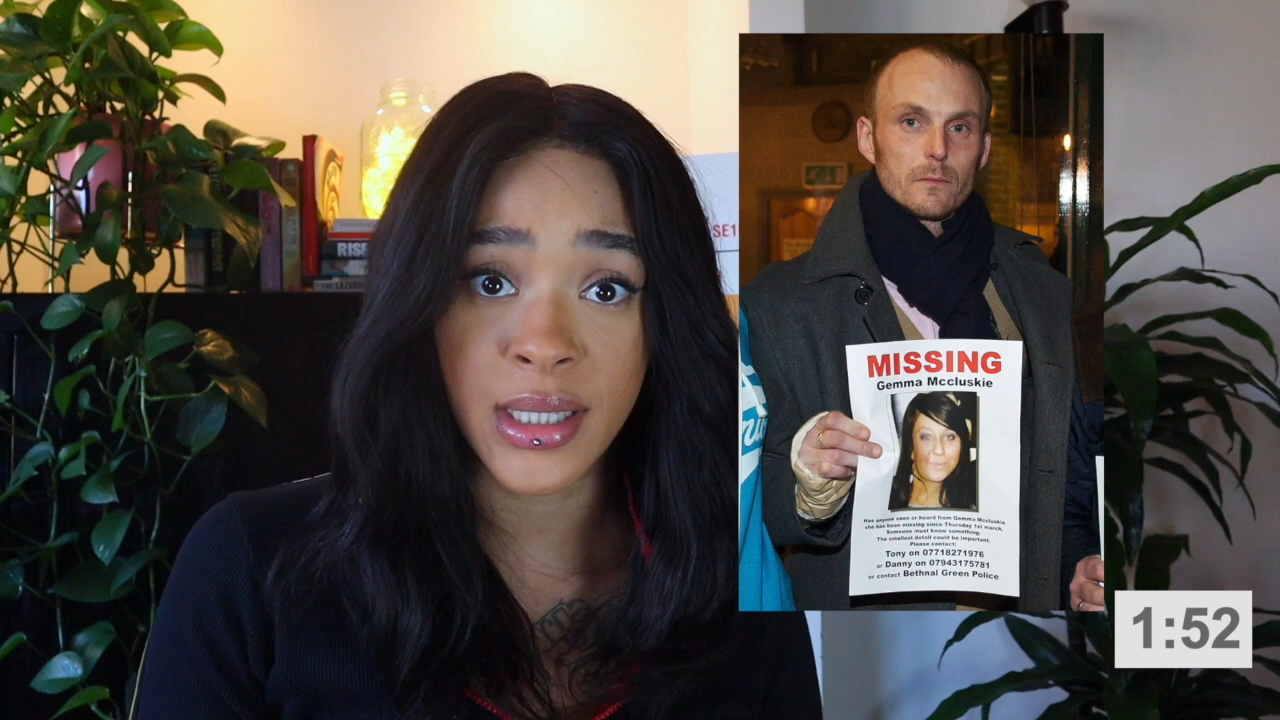 SE1
RISE
MISSING
Gemma Mccluskie
Has anyone seen or heard from Gemma Mccluskie
she has been missing since Thursday 1st march.
Someone must know something.
The smallest detail could be important.
Please contact:
Tony on 07718271976
or Danny on 07943175781
or contact Bethnal Green Police
1:52